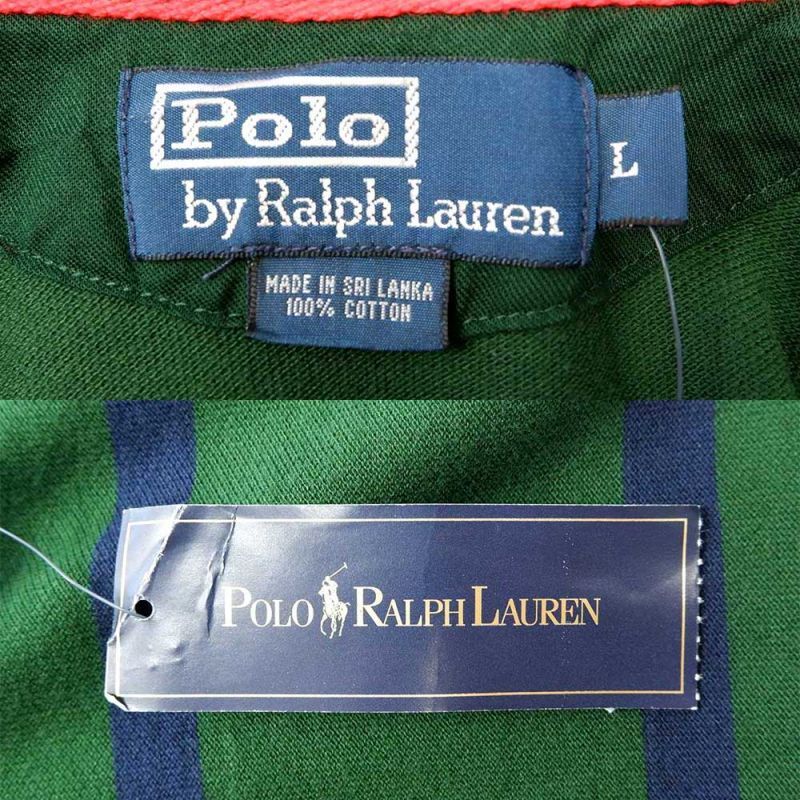 Polo
by Ralph Lauren
L
MADE IN SRI LANKA
100% COTTON
POLO RALPH LAUREN